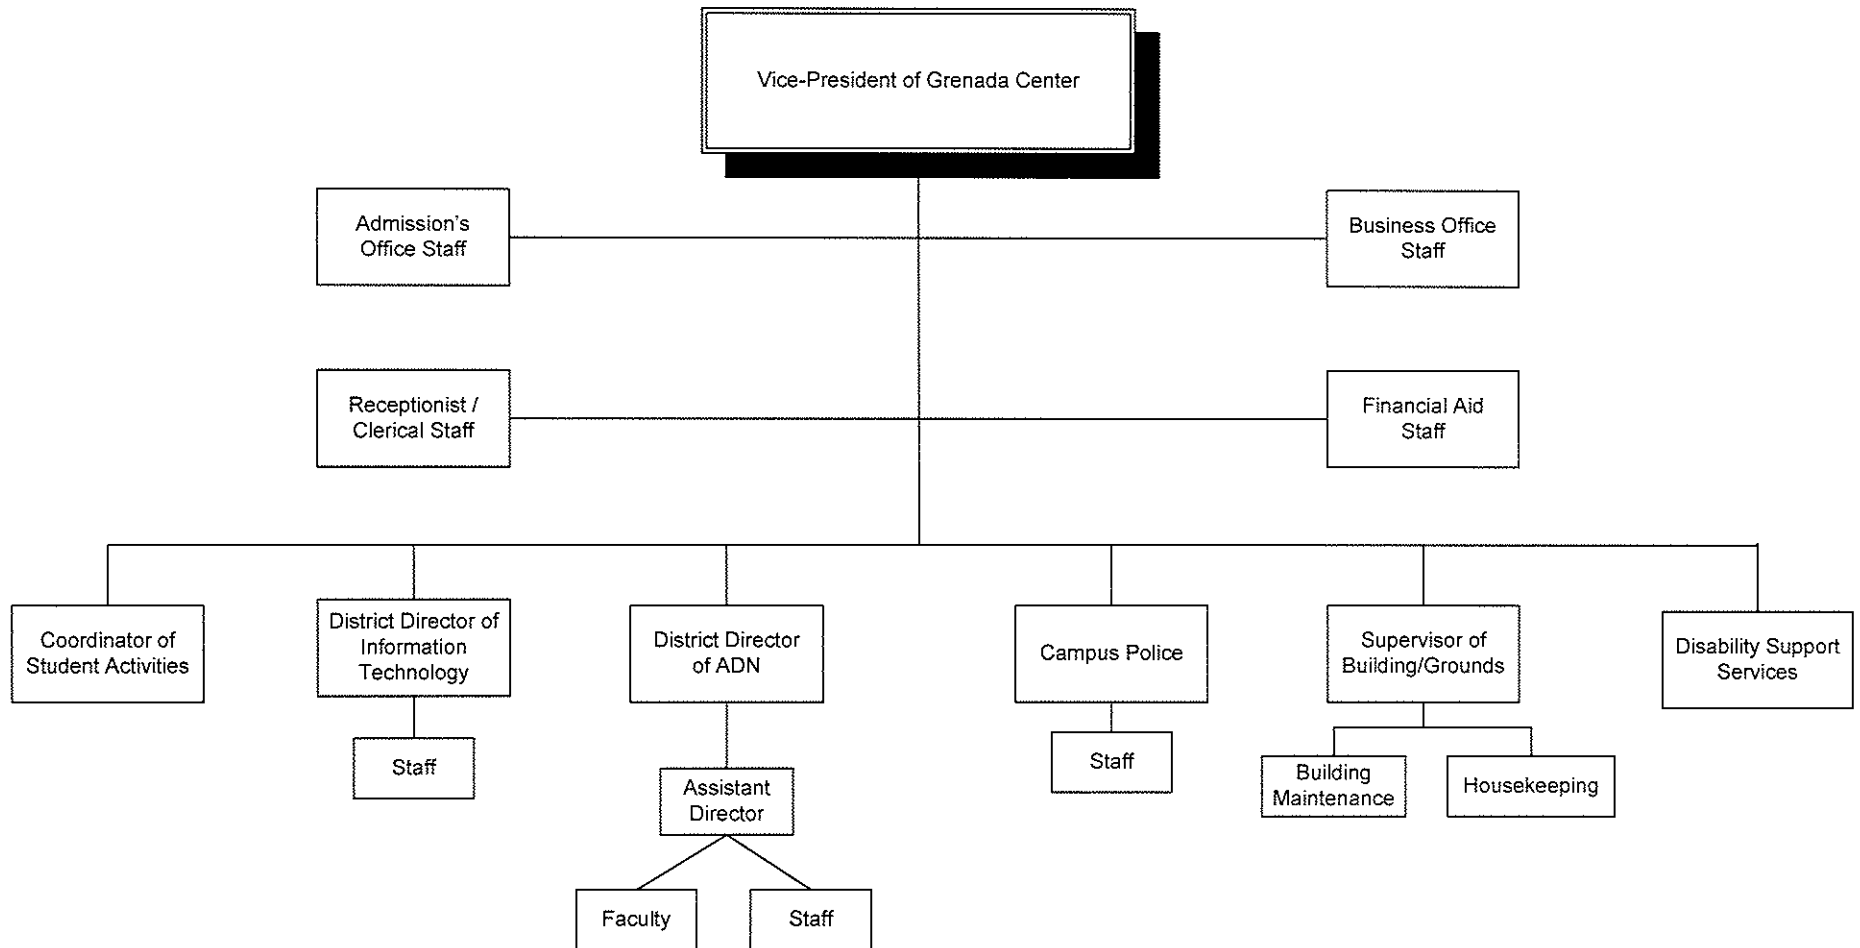 Vice-President of Grenada Center
Admission's
Office Staff
Business Office
Staff
Receptionist /
Clerical Staff
Financial Aid
Staff
Coordinator of
Student Activities
District Director of
Information
Technology
District Director
of ADN
Campus Police
Supervisor of
Building/Grounds
Disability Support
Services
Staff
Assistant
Director
Staff
Building
Maintenance
Housekeeping
Faculty
Staff